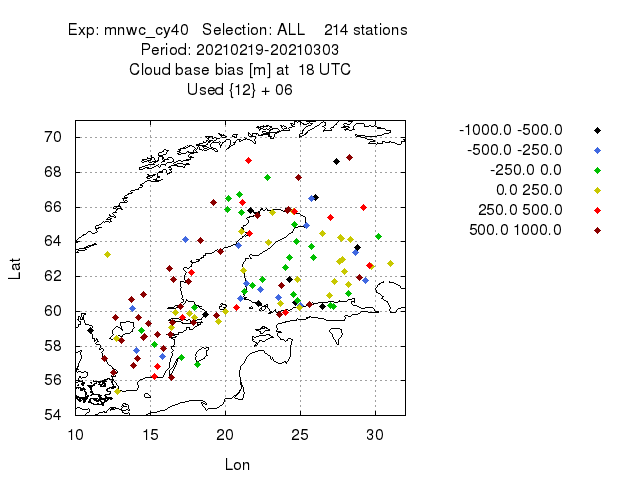 Exp: mnwc_cy40 Selection: ALL 214 stations
Period: 20210219-20210303
Cloud base bias [m] at 18 UTC
Used {12} + 06
-1000.0 -500.0
-500.0 -250.0
-250.0 0.0
0.0 250.0
250.0 500.0
500.0 1000.0
Lat
70
68
66
64
62
60
58
56
54
10 15 20 25 30
Lon